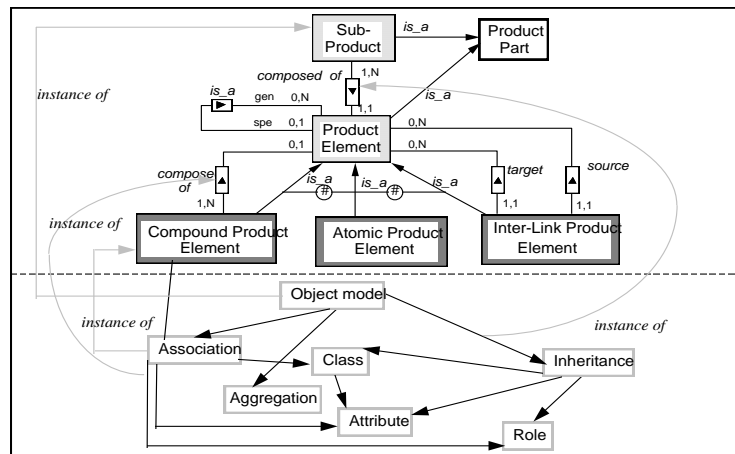 Sub-
Product
is_a
Product
Part
composed of
1,N
instance of
is_a
gen
0,N
1,1
is_a
spe
0,1
Product
Element
0,N
0,1
0,N
compose
of
is_a
#
is_a
#
is_a
target
source
1,N
1,1
1,1
instance of
Compound Product
Element
Atomic Product
Element
Inter-Link Product
Element
Object model
instance of
instance of
Association
Class
Inheritance
Aggregation
Attribute
Role